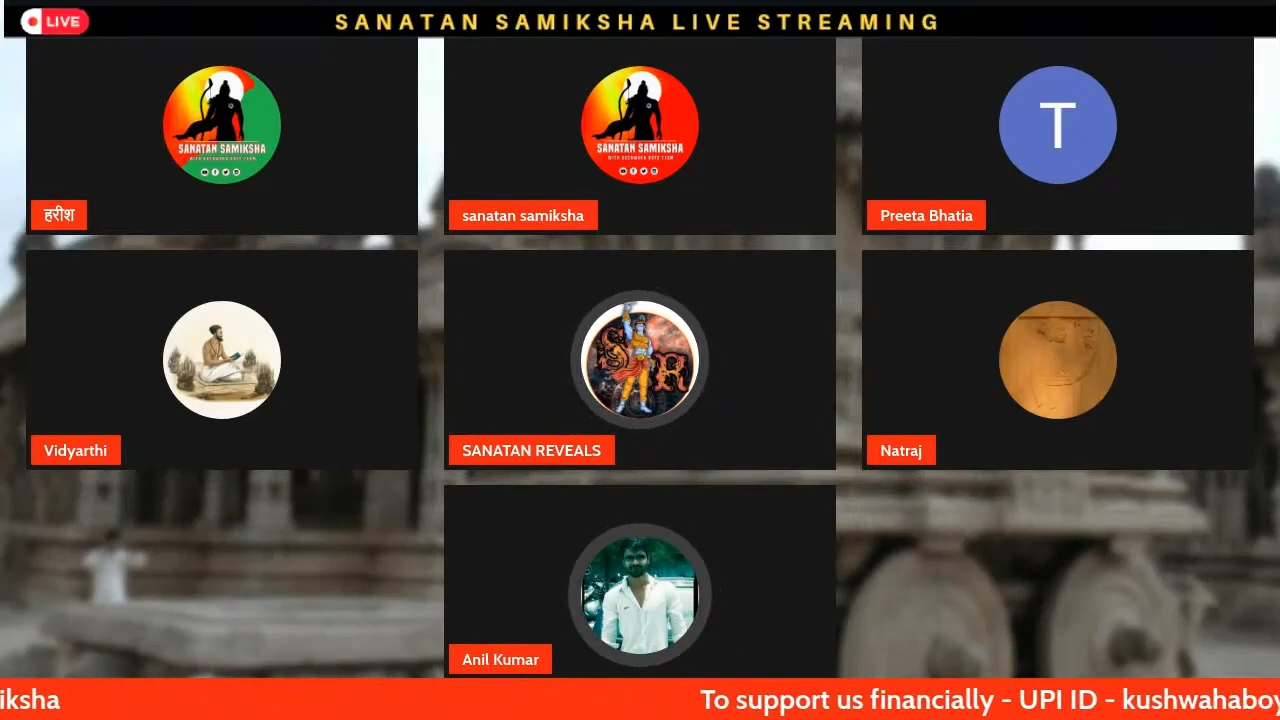 LIVE
SANATAN SAMIKSHA LIVE STREAMING
SANATAN SAMIKSHA
SANATAN SAMIKSHA
T
हरीश
sanatan samiksha
Preeta Bhatia
S R
Vidyarthi
SANATAN REVEALS
Natraj
Anil Kumar
iksha
To support us financially - UPI ID - kushwahaboy